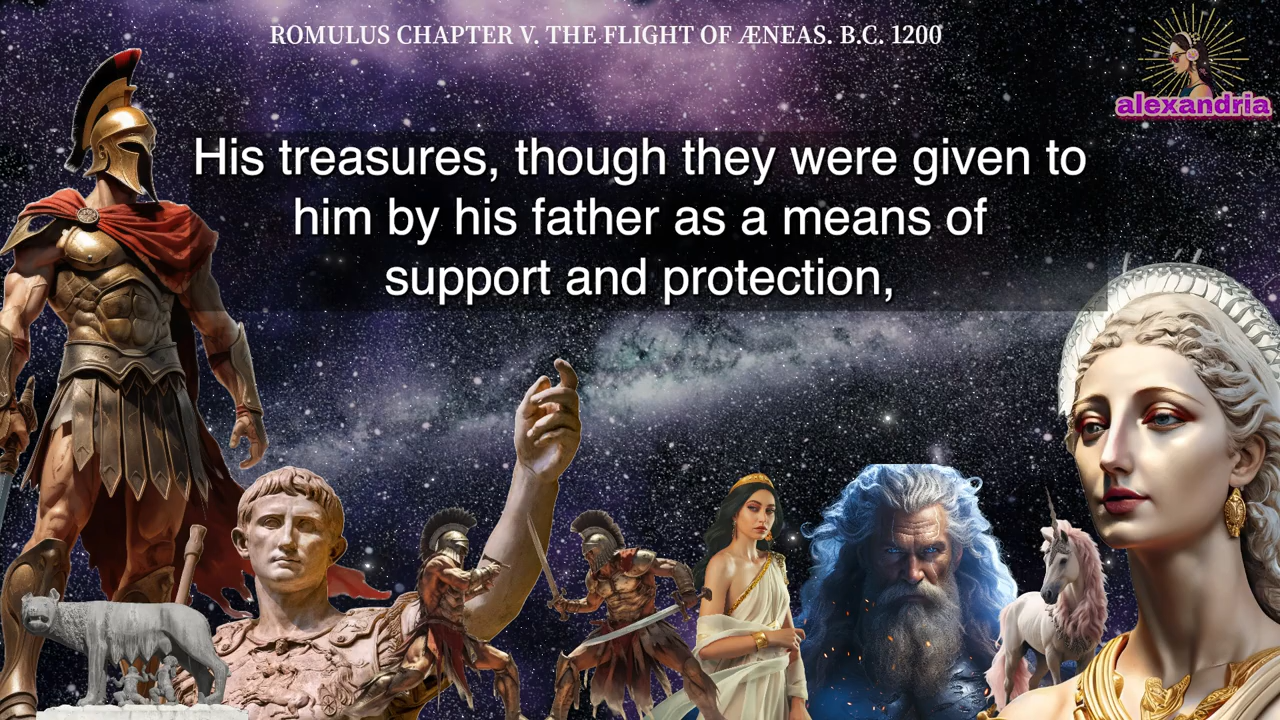 ROMULUS CHAPTER V. THE FLIGHT OF ÆNEAS. B.C. 1200
alexandria
His treasures, though they were given to
him by his father as a means of
support and protection,